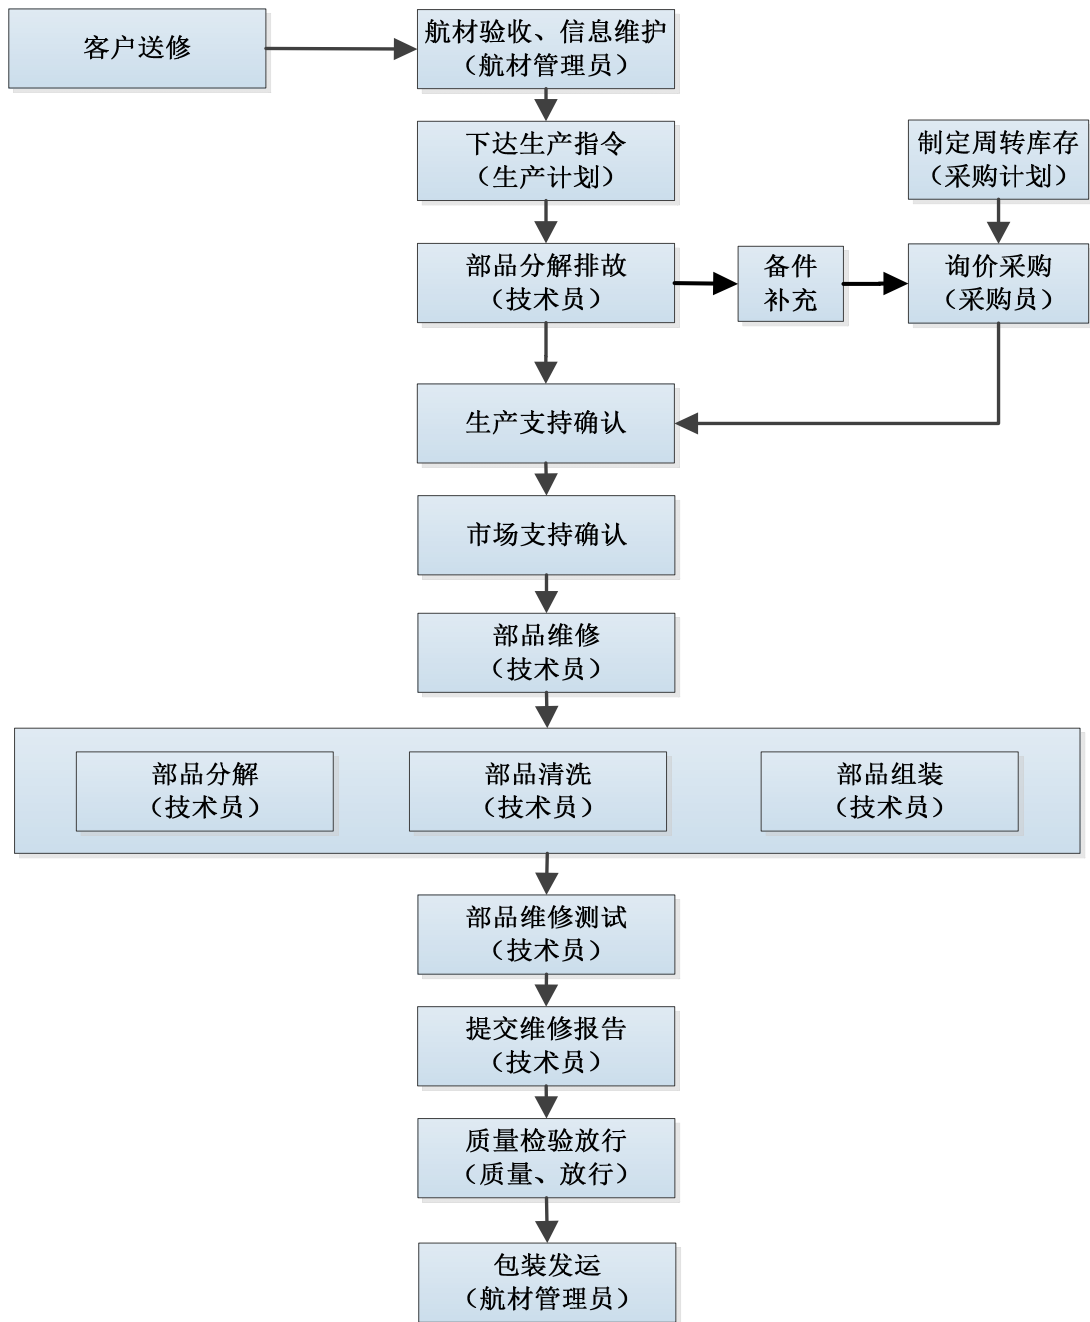 客户送修
航材验收、信息维护
（航材管理员）
下达生产指令
（生产计划）
制定周转库存
（采购计划）
部品分解排故
（技术员）
备件
补充
询价采购
（采购员）
生产支持确认
市场支持确认
部品维修
（技术员）
部品分解
（技术员）
部品清洗
（技术员）
部品组装
（技术员）
部品维修测试
（技术员）
提交维修报告
（技术员）
质量检验放行
（质量、放行）
包装发运
（航材管理员）